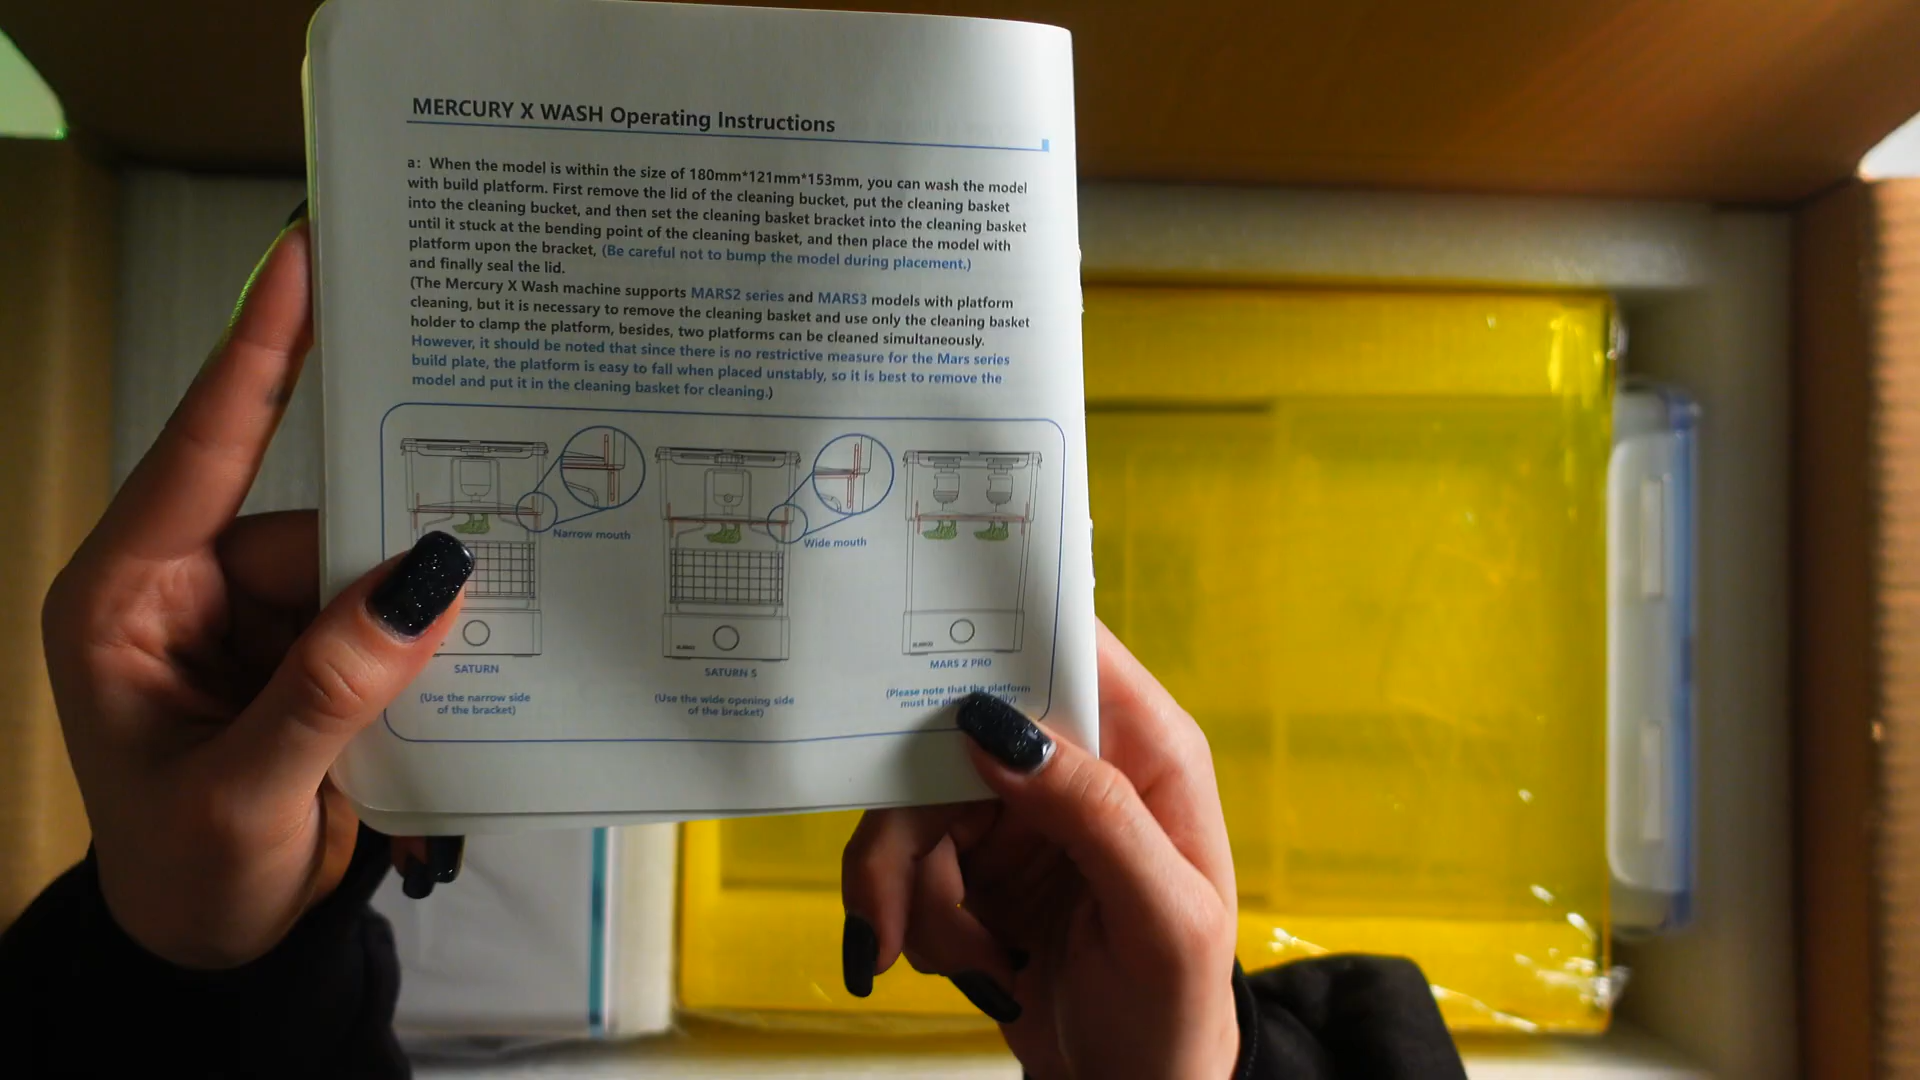 MERCURY X WASH Operating Instructions
a: When the model is within the size of 180mm*121mm*153mm, you can wash the model
with build platform. First remove the lid of the cleaning bucket, put the cleaning basket
into the cleaning bucket, and then set the cleaning basket bracket into the cleaning basket
until it stuck at the bending point of the cleaning basket, and then place the model with
platform upon the bracket, (Be careful not to bump the model during placement.)
and finally seal the lid.
(The Mercury X Wash machine supports MARS2 series and MARS3 models with platform
cleaning, but it is necessary to remove the cleaning basket and use only the cleaning basket
holder to clamp the platform, besides, two platforms can be cleaned simultaneously.
However, it should be noted that since there is no restrictive measure for the Mars series
build plate, the platform is easy to fall when placed unstably, so it is best to remove the
model and put it in the cleaning basket for cleaning.)
Narrow mouth
Wide mouth
SATURN
(Use the narrow side
of the bracket)
SATURN S
(Use the wide opening side
of the bracket)
MARS 2 PRO
(Please note that the platform
must be